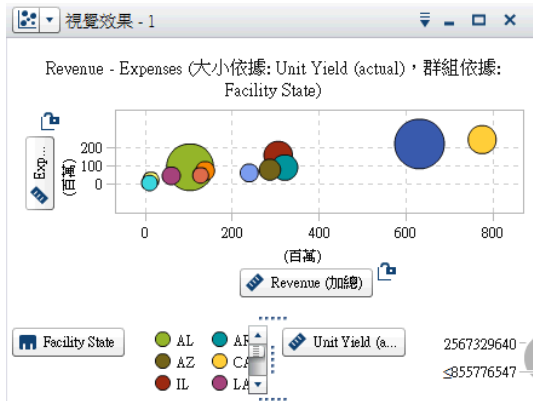 視覺效果 - 1
Revenue - Expenses (大小依據: Unit Yield (actual)，群組依據:
Facility State)
Exp...
(百萬)
200
100
0
0
200
400
600
800
(百萬)
Revenue (加總)
Facility State
AL
AZ
IL
CA
LA
Unit Yield (a...
2567329640
≤855776547